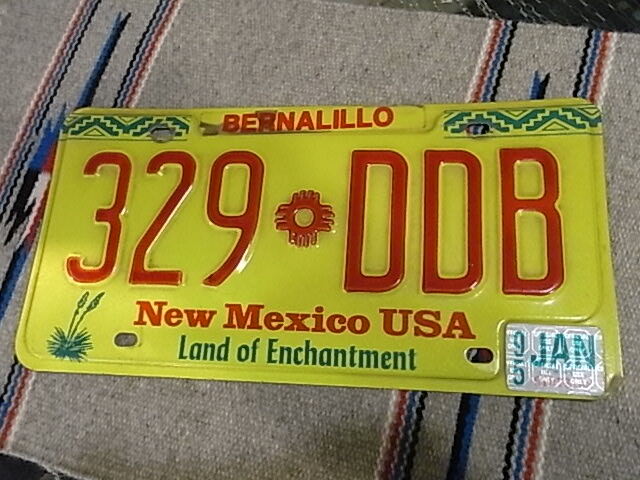 BERNALILLO
329 DDB
New Mexico USA
Land of Enchantment
JAN